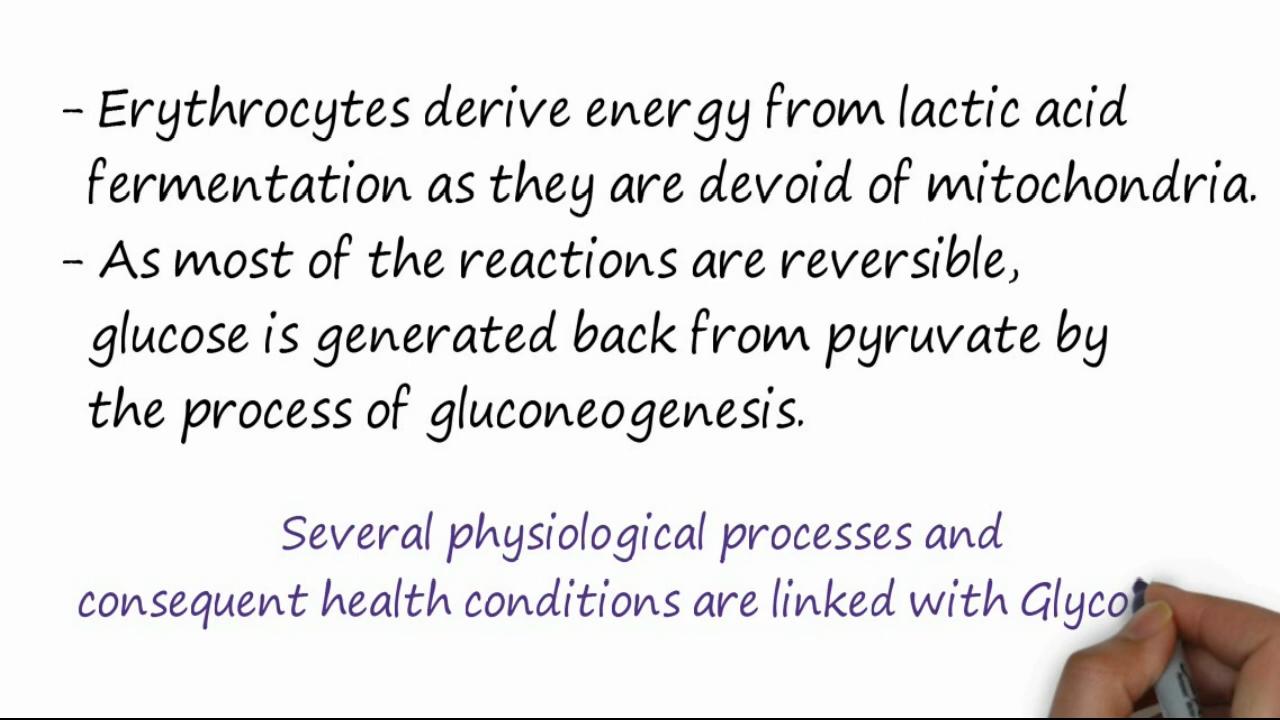 - Erythrocytes derive energy from lactic acid
fermentation as they are devoid of mitochondria.
- As most of the reactions are reversible,
glucose is generated back from pyruvate by
the process of gluconeogenesis.
Several physiological processes and
consequent health conditions are linked with Glyco